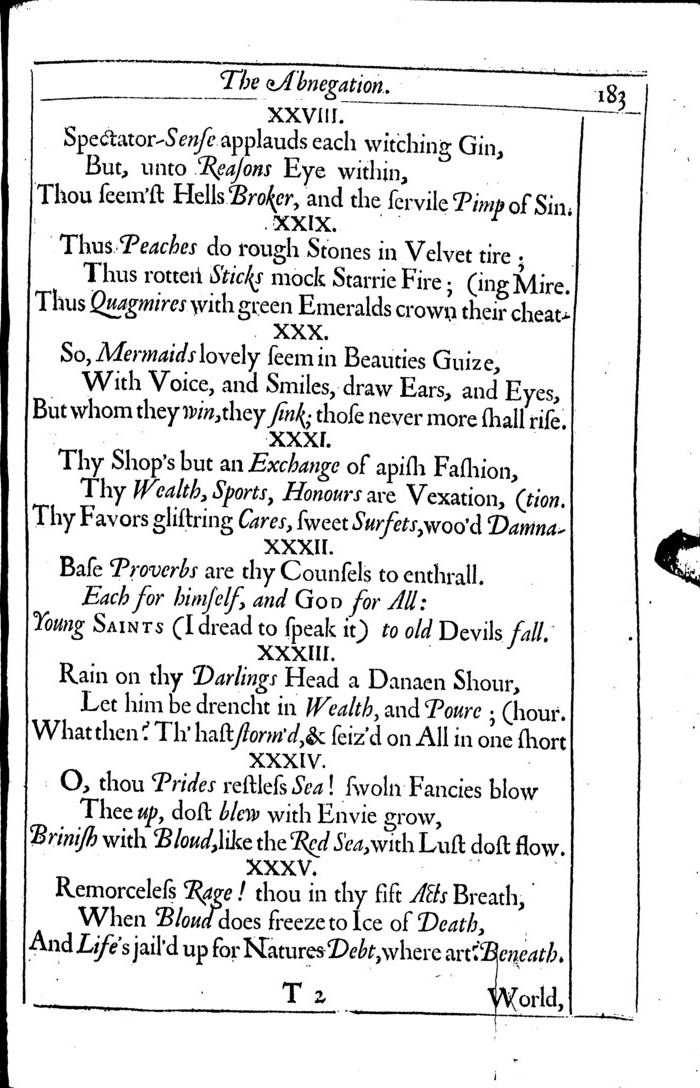 The Abnegation.
183
XXVIII.
Spectator-Senſe applauds each witching Gin,
But, unto Reaſons Eye within,
Thou ſeem'ſt Hells Broker, and the ſervile Pimp of Sin.
XXIX.
Thus Peaches do rough Stones in Velvet tire;
Thus rotten Sticks mock Starrie Fire; (ing Mire.
Thus Quagmires with green Emeralds crown their cheat-
XXX.
So, Mermaids lovely ſeem in Beauties Guize,
With Voice, and Smiles, draw Ears, and Eyes,
But whom they win, they ſink; thoſe never more ſhall riſe.
XXXI.
Thy Shop's but an Exchange of apiſh Faſhion,
Thy Wealth, Sports, Honours are Vexation, (tion.
Thy Favors gliſtring Cares, ſweet Surfets, woo'd Damna-
XXXII.
Baſe Proverbs are thy Counſels to enthrall.
Each for himſelf, and GOD for All:
Young SAINTS (I dread to ſpeak it) to old Devils fall.
XXXIII.
Rain on thy Darlings Head a Danaen Shour,
Let him be drencht in Wealth, and Poure; (hour.
What then? Th' haſt ſtorm'd, & ſeiz'd on All in one ſhort
XXXIV.
O, thou Prides reſtleſs Sea! ſwoln Fancies blow
Thee up, doſt blew with Envie grow,
Briniſh with Bloud, like the Red Sea, with Luſt doſt flow.
XXXV.
Remorceleſs Rage! thou in thy fift Acts Breath,
When Bloud does freeze to Ice of Death,
And Life's jail'd up for Natures Debt, where art? Beneath.
T 2
World,